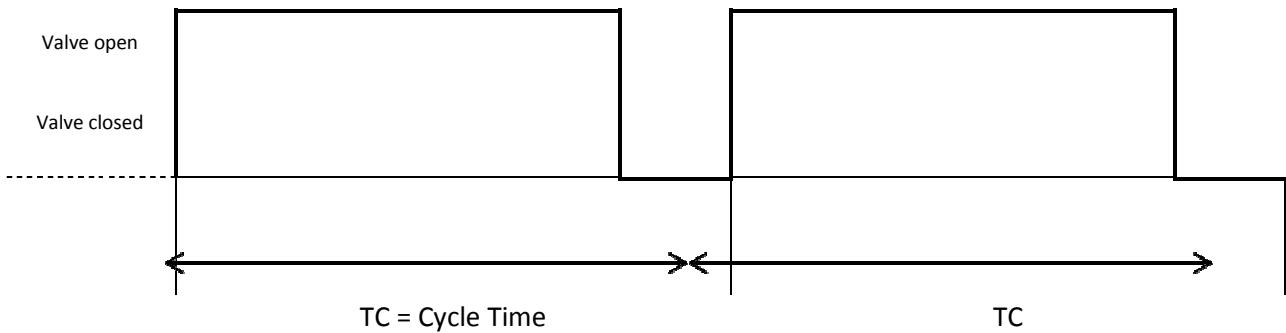 Valve open
Valve closed
TC = Cycle Time
TC